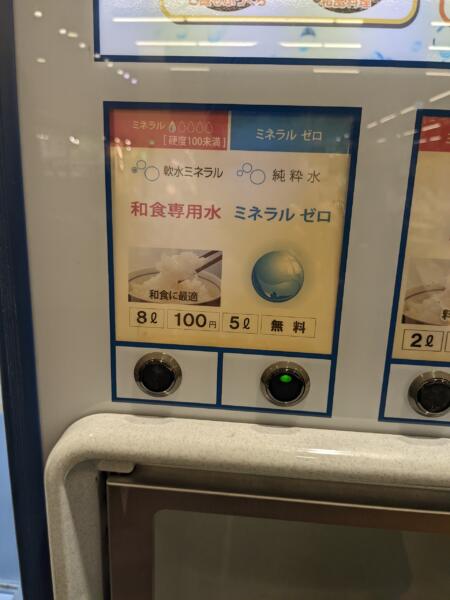 ミネラル
[硬度100未満]
ミネラル ゼロ
軟水ミネラル
純粋水
和食専用水
ミネラル ゼロ
和食に最適
8ℓ 100円 5ℓ 無料
2ℓ